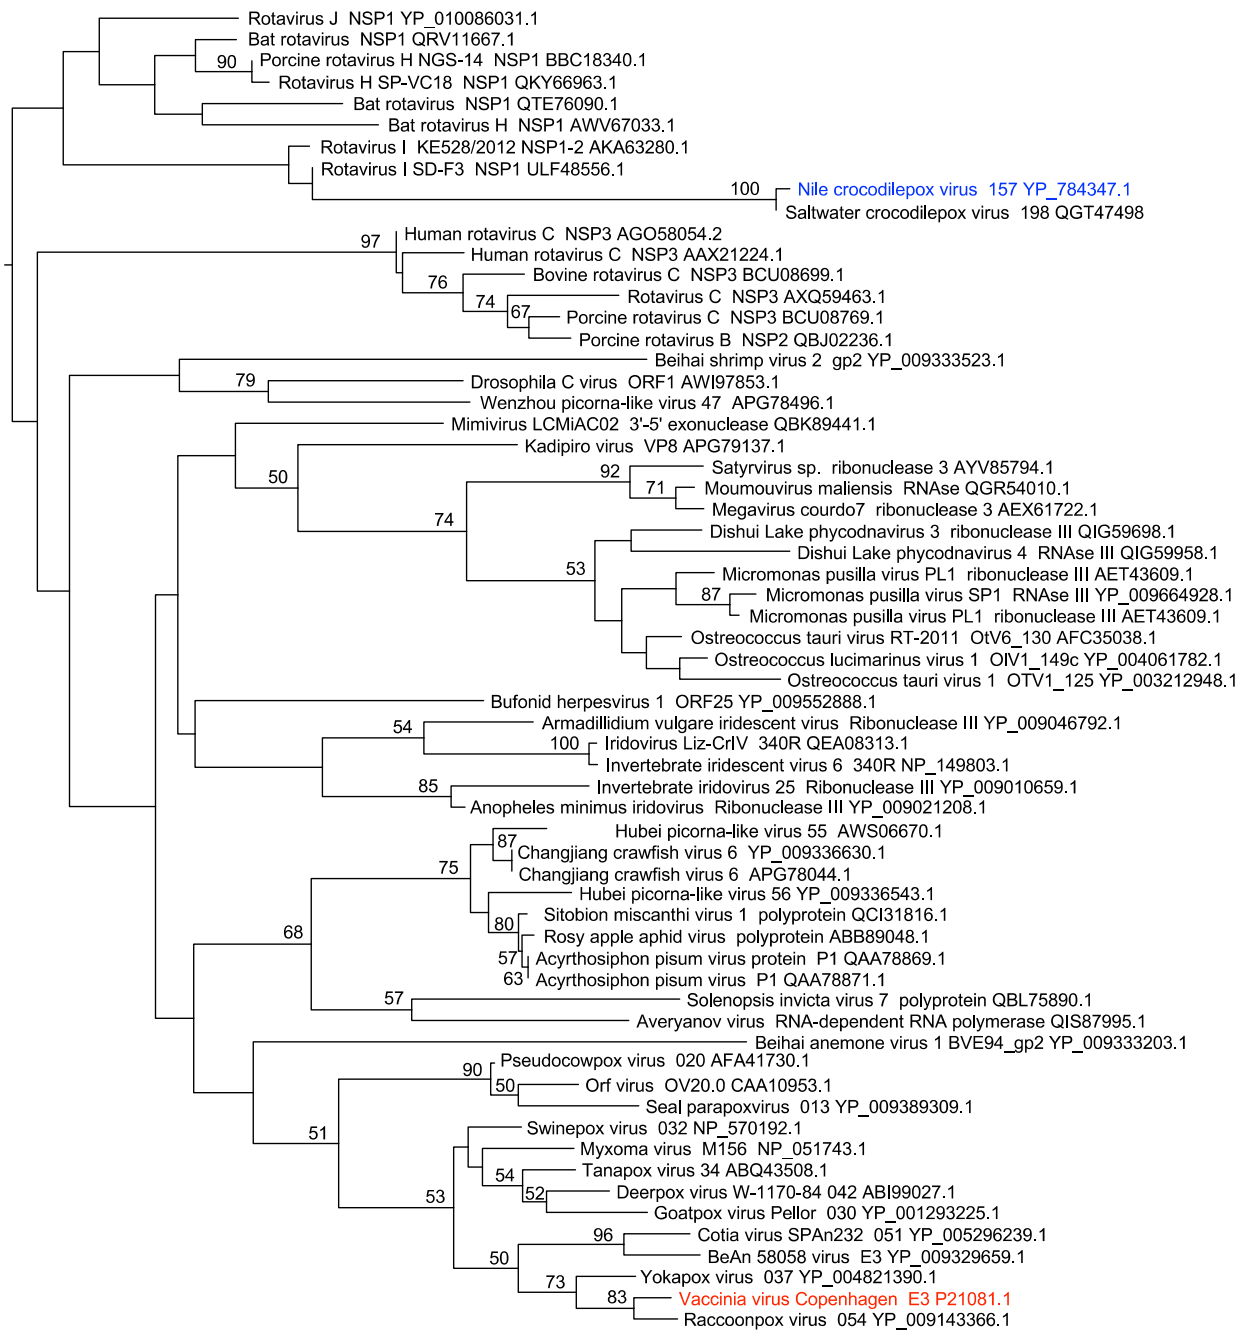 Rotavirus J NSP1 YP_010086031.1
Bat rotavirus NSP1 QRV11667.1
90 Porcine rotavirus H NGS-14 NSP1 BBC18340.1
Rotavirus H SP-VC18 NSP1 QKY66963.1
Bat rotavirus NSP1 QTE76090.1
Bat rotavirus H NSP1 AWV67033.1
Rotavirus I KE528/2012 NSP1-2 AKA63280.1
Rotavirus I SD-F3 NSP1 ULF48556.1
100 Nile crocodilepox virus 157 YP_784347.1
Saltwater crocodilepox virus 198 QGT47498
97 Human rotavirus C NSP3 AGO58054.2
Human rotavirus C NSP3 AAX21224.1
76 Bovine rotavirus C NSP3 BCU08699.1
74 Rotavirus C NSP3 AXQ59463.1
67 Porcine rotavirus C NSP3 BCU08769.1
Porcine rotavirus B NSP2 QBJ02236.1
Beihai shrimp virus 2 gp2 YP_009333523.1
79 Drosophila C virus ORF1 AWI97853.1
Wenzhou picorna-like virus 47 APG78496.1
Mimivirus LCMiAC02 3'-5' exonuclease QBK89441.1
Kadipiro virus VP8 APG79137.1
50
92 Satyrvirus sp. ribonuclease 3 AYV85794.1
71 Moumouvirus maliensis RNAse QGR54010.1
Megavirus courdo7 ribonuclease 3 AEX61722.1
74
Dishui Lake phycodnavirus 3 ribonuclease III QIG59698.1
Dishui Lake phycodnavirus 4 RNAse III QIG59958.1
53
Micromonas pusilla virus PL1 ribonuclease III AET43609.1
87 Micromonas pusilla virus SP1 RNAse III YP_009664928.1
Micromonas pusilla virus PL1 ribonuclease III AET43609.1
Ostreococcus tauri virus RT-2011 OtV6_130 AFC35038.1
Ostreococcus lucimarinus virus 1 OlV1_149c YP_004061782.1
Ostreococcus tauri virus 1 OTV1_125 YP_003212948.1
Bufonid herpesvirus 1 ORF25 YP_009552888.1
54 Armadillidium vulgare iridescent virus Ribonuclease III YP_009046792.1
100 Iridovirus Liz-CrIV 340R QEA08313.1
Invertebrate iridescent virus 6 340R NP_149803.1
85 Invertebrate iridovirus 25 Ribonuclease III YP_009010659.1
Anopheles minimus iridovirus Ribonuclease III YP_009021208.1
Hubei picorna-like virus 55 AWS06670.1
87 Changjiang crawfish virus 6 YP_009336630.1
75 Changjiang crawfish virus 6 APG78044.1
Hubei picorna-like virus 56 YP_009336543.1
80 Sitobion miscanthi virus 1 polyprotein QCI31816.1
68 Rosy apple aphid virus polyprotein ABB89048.1
57 Acyrthosiphon pisum virus protein P1 QAA78869.1
63 Acyrthosiphon pisum virus P1 QAA78871.1
57 Solenopsis invicta virus 7 polyprotein QBL75890.1
Averyanov virus RNA-dependent RNA polymerase QIS87995.1
Beihai anemone virus 1 BVE94_gp2 YP_009333203.1
90 Pseudocowpox virus 020 AFA41730.1
50 Orf virus OV20.0 CAA10953.1
Seal parapoxvirus 013 YP_009389309.1
51 Swinepox virus 032 NP_570192.1
Myxoma virus M156 NP_051743.1
54 Tanapox virus 34 ABQ43508.1
53 52 Deerpox virus W-1170-84 042 ABI99027.1
Goatpox virus Pellor 030 YP_001293225.1
96 Cotia virus SPAn232 051 YP_005296239.1
50 BeAn 58058 virus E3 YP_009329659.1
73 Yokapox virus 037 YP_004821390.1
83 Vaccinia virus Copenhagen E3 P21081.1
Raccoonpox virus 054 YP_009143366.1